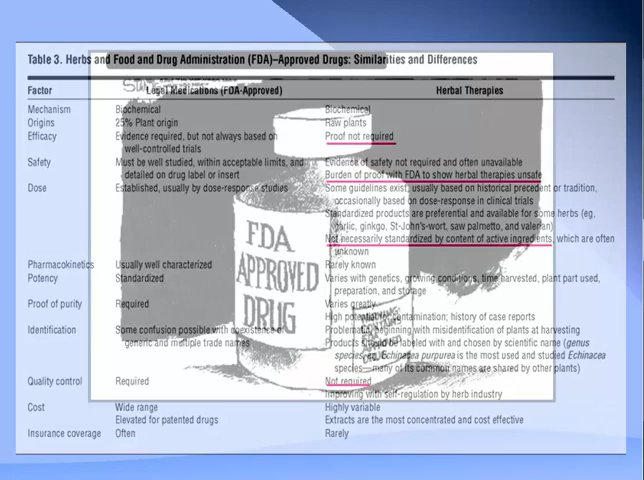 Table 3. Herbs and Food and Drug Administration (FDA)–Approved Drugs: Similarities and Differences
Factor Legal Medications (FDA-Approved) Herbal Therapies
Mechanism Biochemical Biochemical
Origins 25% Plant origin Raw plants
Efficacy Evidence required, but not always based on Proof not required
well-controlled trials
Safety Must be well studied, within acceptable limits, and Evidence of safety not required and often unavailable
detailed on drug label or insert Burden of proof with FDA to show herbal therapies unsafe
Dose Established, usually by dose-response studies Some guidelines exist, usually based on historical precedent or tradition,
occasionally based on dose-response in clinical trials
Standardized products are preferential and available for some herbs (eg,
garlic, ginkgo, St-John's-wort, saw palmetto, and valerian)
Not necessarily standardized by content of active ingredients, which are often
unknown
Pharmacokinetics Usually well characterized Rarely known
Potency Standardized Varies with genetics, growing conditions, time harvested, plant part used,
preparation, and storage
Proof of purity Required Varies greatly
High potential for contamination; history of case reports
Identification Some confusion possible with coexistence of Problematic, beginning with misidentification of plants at harvesting
generic and multiple trade names Products should be labeled with and chosen by scientific name (genus
species, eg, Echinacea purpurea is the most used and studied Echinacea
species—many of its common names are shared by other plants)
Quality control Required Not required
Improving with self-regulation by herb industry
Cost Wide range Highly variable
Elevated for patented drugs Extracts are the most concentrated and cost effective
Insurance coverage Often Rarely
FDA
APPROVED
DRUG
WARNING:
CONTAINS